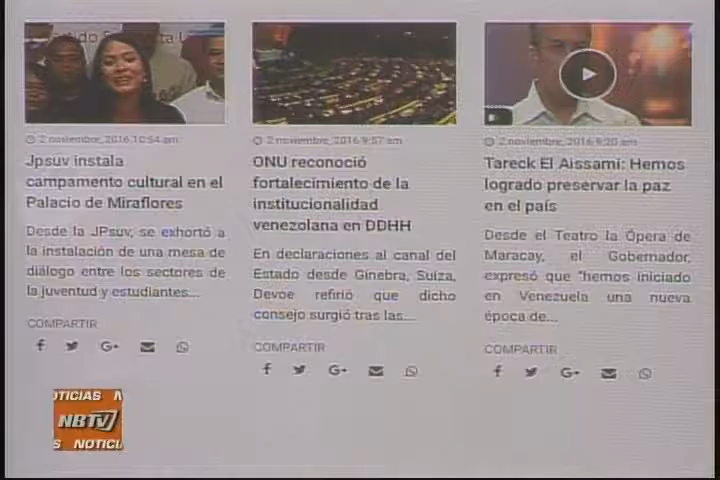 2 noviembre, 2016 10:54 am
Jpsuv instala
campamento cultural en el
Palacio de Miraflores
Desde la JPsuv, se exhortó a
la instalación de una mesa de
diálogo entre los sectores de
la juventud y estudiantes...
COMPARTIR
2 noviembre, 2016 9:57 am
ONU reconoció
fortalecimiento de la
institucionalidad
venezolana en DDHH
En declaraciones al canal del
Estado desde Ginebra, Suiza,
Devoe refirió que dicho
consejo surgió tras las...
COMPARTIR
2 noviembre, 2016 9:20 am
Tareck El Aissami: Hemos
logrado preservar la paz
en el país
Desde el Teatro la Ópera de
Maracay, el Gobernador,
expresó que "hemos iniciado
en Venezuela una nueva
época de...
COMPARTIR
OTICIAS N
NBTV
S NOTICI